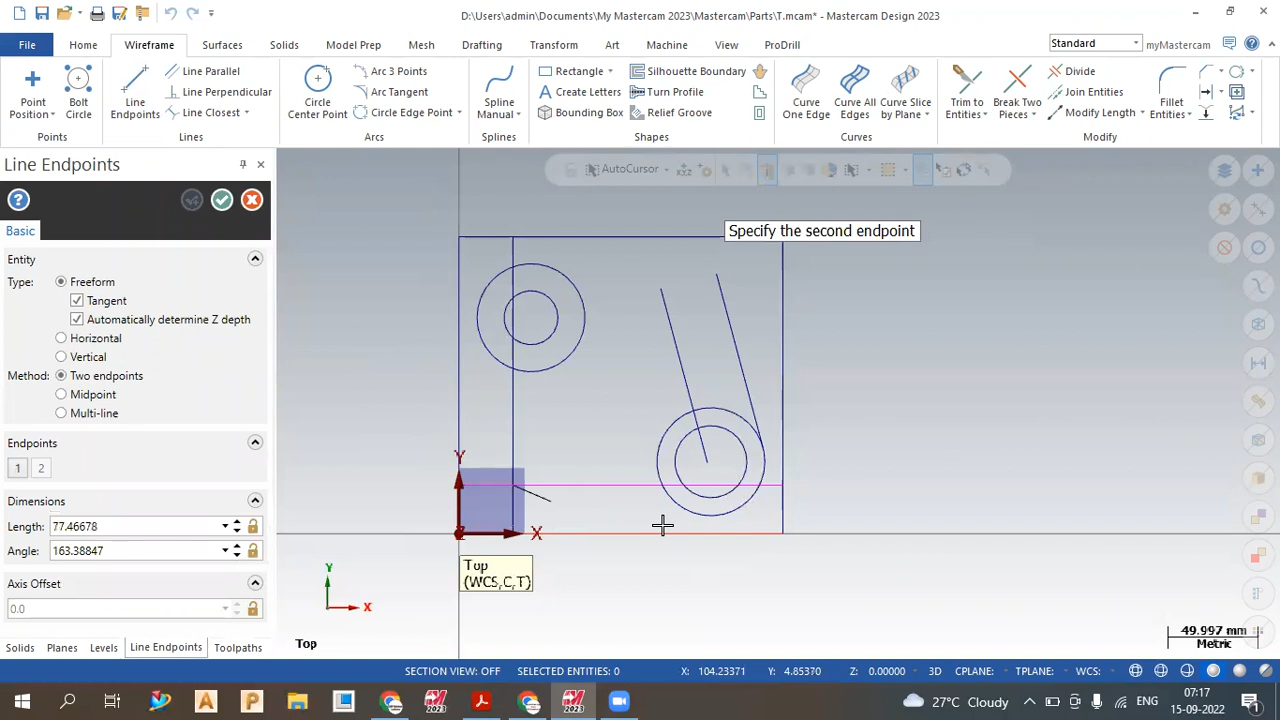 D:\Users\admin\Documents\My Mastercam 2023\Mastercam\Parts\T.mcam* - Mastercam Design 2023
File Home Wireframe Surfaces Solids Model Prep Mesh Drafting Transform Art Machine View ProDrill Standard myMastercam
Point Position
Bolt Circle
Points
Line Endpoints
Line Parallel
Line Perpendicular
Line Closest
Lines
Circle Center Point
Arc 3 Points
Arc Tangent
Circle Edge Point
Arcs
Spline Manual
Splines
Rectangle
Create Letters
Bounding Box
Silhouette Boundary
Turn Profile
Relief Groove
Shapes
Curve One Edge
Curve All Edges
Curve Slice by Plane
Curves
Trim to Entities
Break Two Pieces
Divide
Join Entities
Modify Length
Fillet Entities
Modify
Line Endpoints
Basic
Entity
Type: Freeform
Tangent
Automatically determine Z depth
Horizontal
Vertical
Method: Two endpoints
Midpoint
Multi-line
Endpoints
1 2
Dimensions
Length: 77.46678
Angle: 163.38847
Axis Offset
0.0
Solids Planes Levels Line Endpoints Toolpaths
AutoCursor
Specify the second endpoint
Y
X
Z
Top
(WCS,C,T)
Y
X
Top
49.997 mm
Metric
SECTION VIEW: OFF SELECTED ENTITIES: 0 X: 104.23371 Y: 4.85370 Z: 0.00000 3D CPLANE: TPLANE: WCS:
2021 2023
27°C Cloudy ENG 07:17
15-09-2022